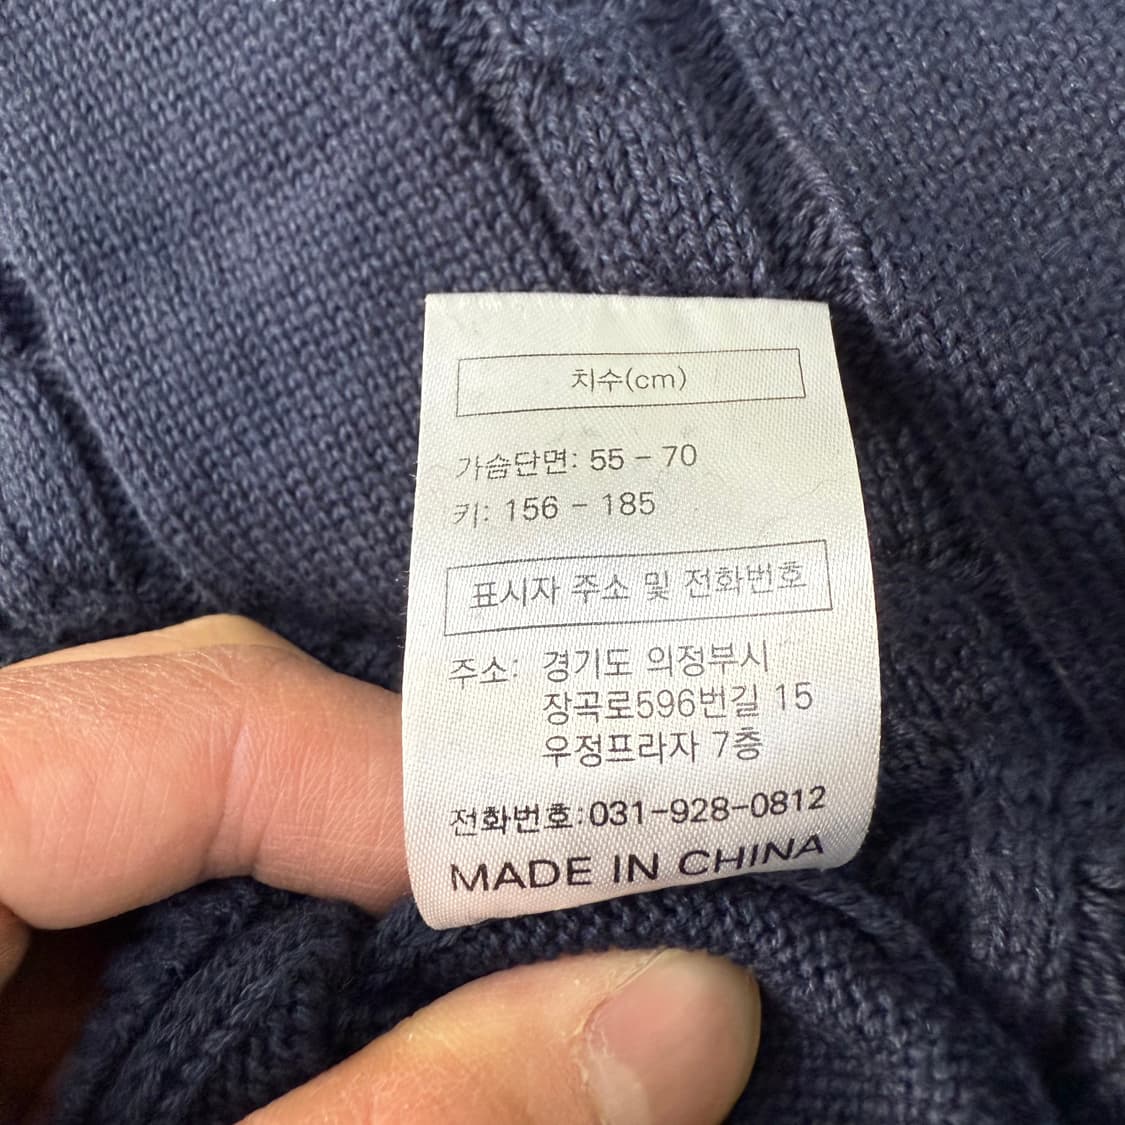 치수(cm)
가슴단면: 55 - 70
키: 156 - 185
표시자 주소 및 전화번호
주소: 경기도 의정부시
장곡로596번길 15
우정프라자 7층
전화번호:031-928-0812
MADE IN CHINA